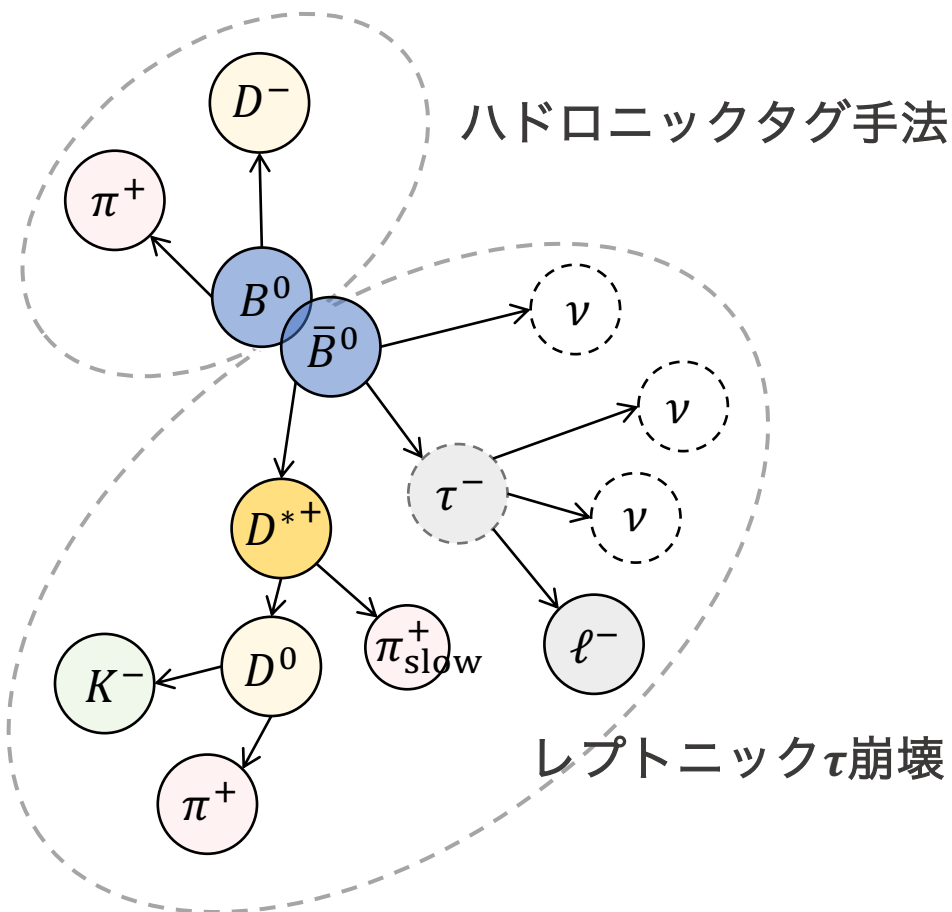 D⁻
ハドロニックタグ手法
π⁺
B⁰
B̄⁰
ν
ν
τ⁻
ν
D*⁺
π⁺slow
ℓ⁻
K⁻
D⁰
レプトニックτ崩壊
π⁺